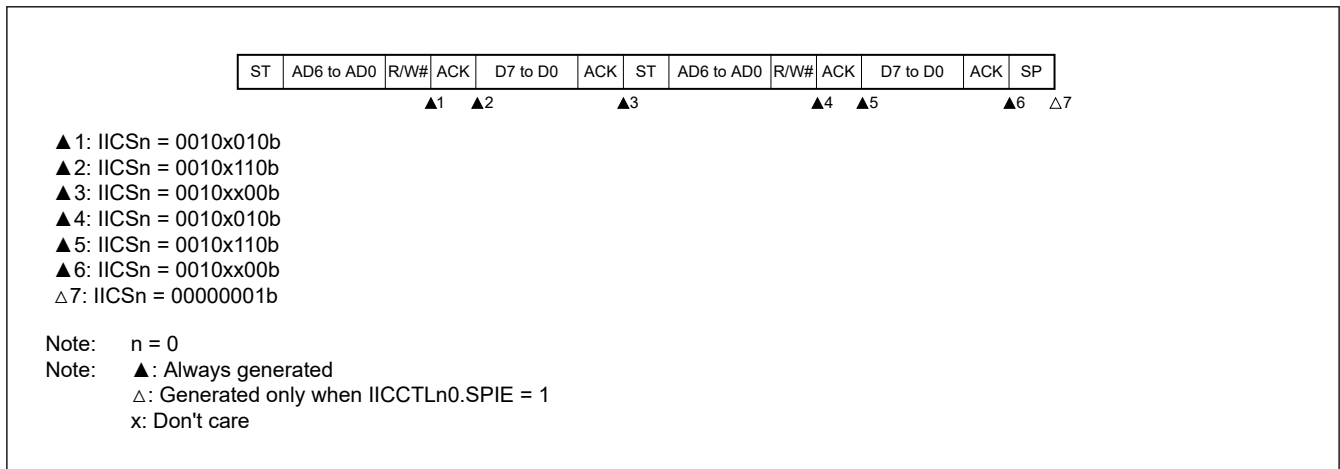 ST AD6 to AD0 R/W# ACK D7 to D0 ACK ST AD6 to AD0 R/W# ACK D7 to D0 ACK SP
▲1 ▲2 ▲3 ▲4 ▲5 ▲6 △7
▲1: IICSn = 0010x010b
▲2: IICSn = 0010x110b
▲3: IICSn = 0010xx00b
▲4: IICSn = 0010x010b
▲5: IICSn = 0010x110b
▲6: IICSn = 0010xx00b
△7: IICSn = 00000001b
Note: n = 0
Note: ▲: Always generated
△: Generated only when IICCTLn0.SPIE = 1
x: Don't care